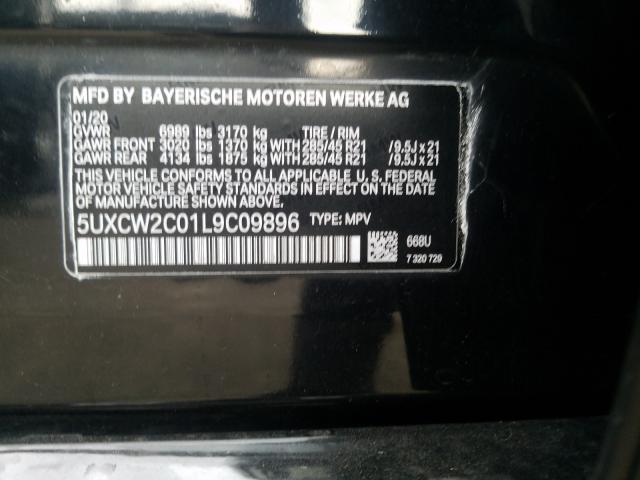 MFD BY BAYERISCHE MOTOREN WERKE AG
01/20
GVWR 6989 lbs 3170 kg TIRE / RIM
GAWR FRONT 3020 lbs 1370 kg WITH 285/45 R21 /9.5J x 21
GAWR REAR 4134 lbs 1875 kg WITH 285/45 R21 /9.5J x 21
THIS VEHICLE CONFORMS TO ALL APPLICABLE U. S. FEDERAL
MOTOR VEHICLE SAFETY STANDARDS IN EFFECT ON THE DATE
OF MANUFACTURE SHOWN ABOVE.
5UXCW2C01L9C09896 TYPE: MPV
668U
7 320 729